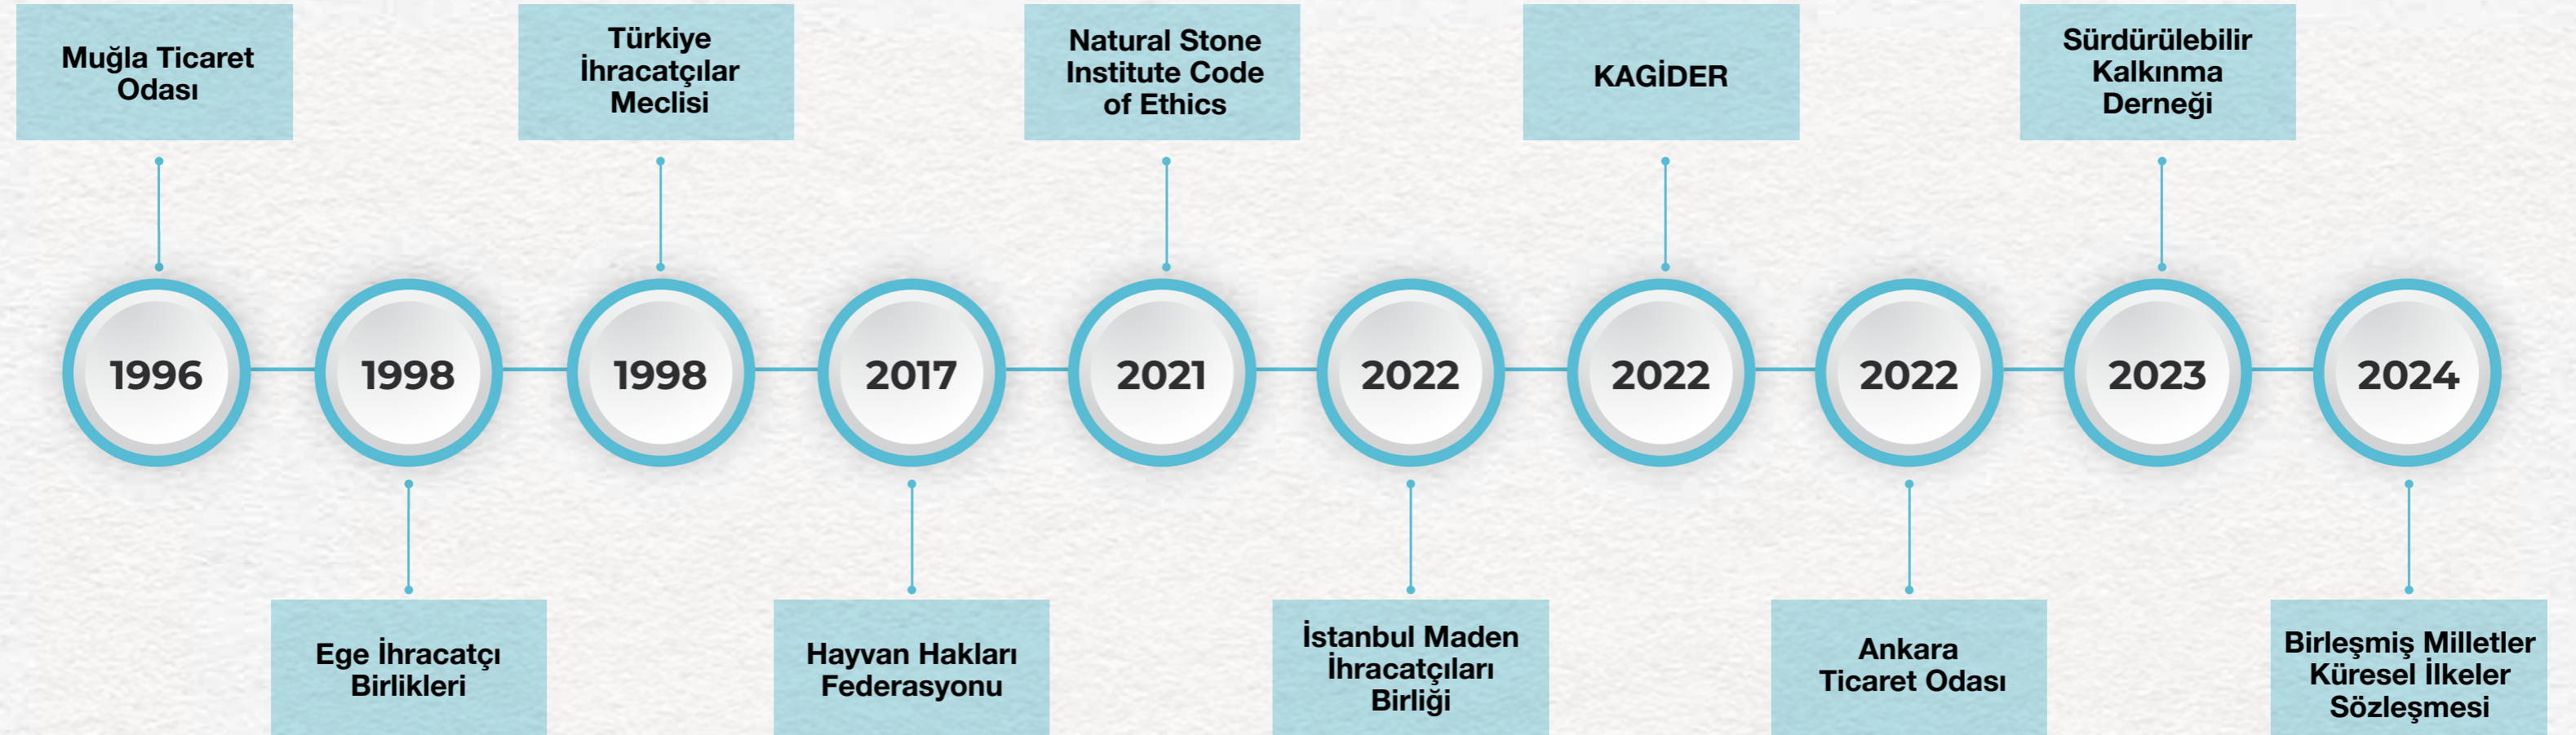 Muğla Ticaret
Odası
Türkiye
İhracatçılar
Meclisi
Natural Stone
Institute Code
of Ethics
KAGİDER
Sürdürülebilir
Kalkınma
Derneği
1996
1998
1998
2017
2021
2022
2022
2022
2023
2024
Ege İhracatçı
Birlikleri
Hayvan Hakları
Federasyonu
İstanbul Maden
İhracatçıları
Birliği
Ankara
Ticaret Odası
Birleşmiş Milletler
Küresel İlkeler
Sözleşmesi